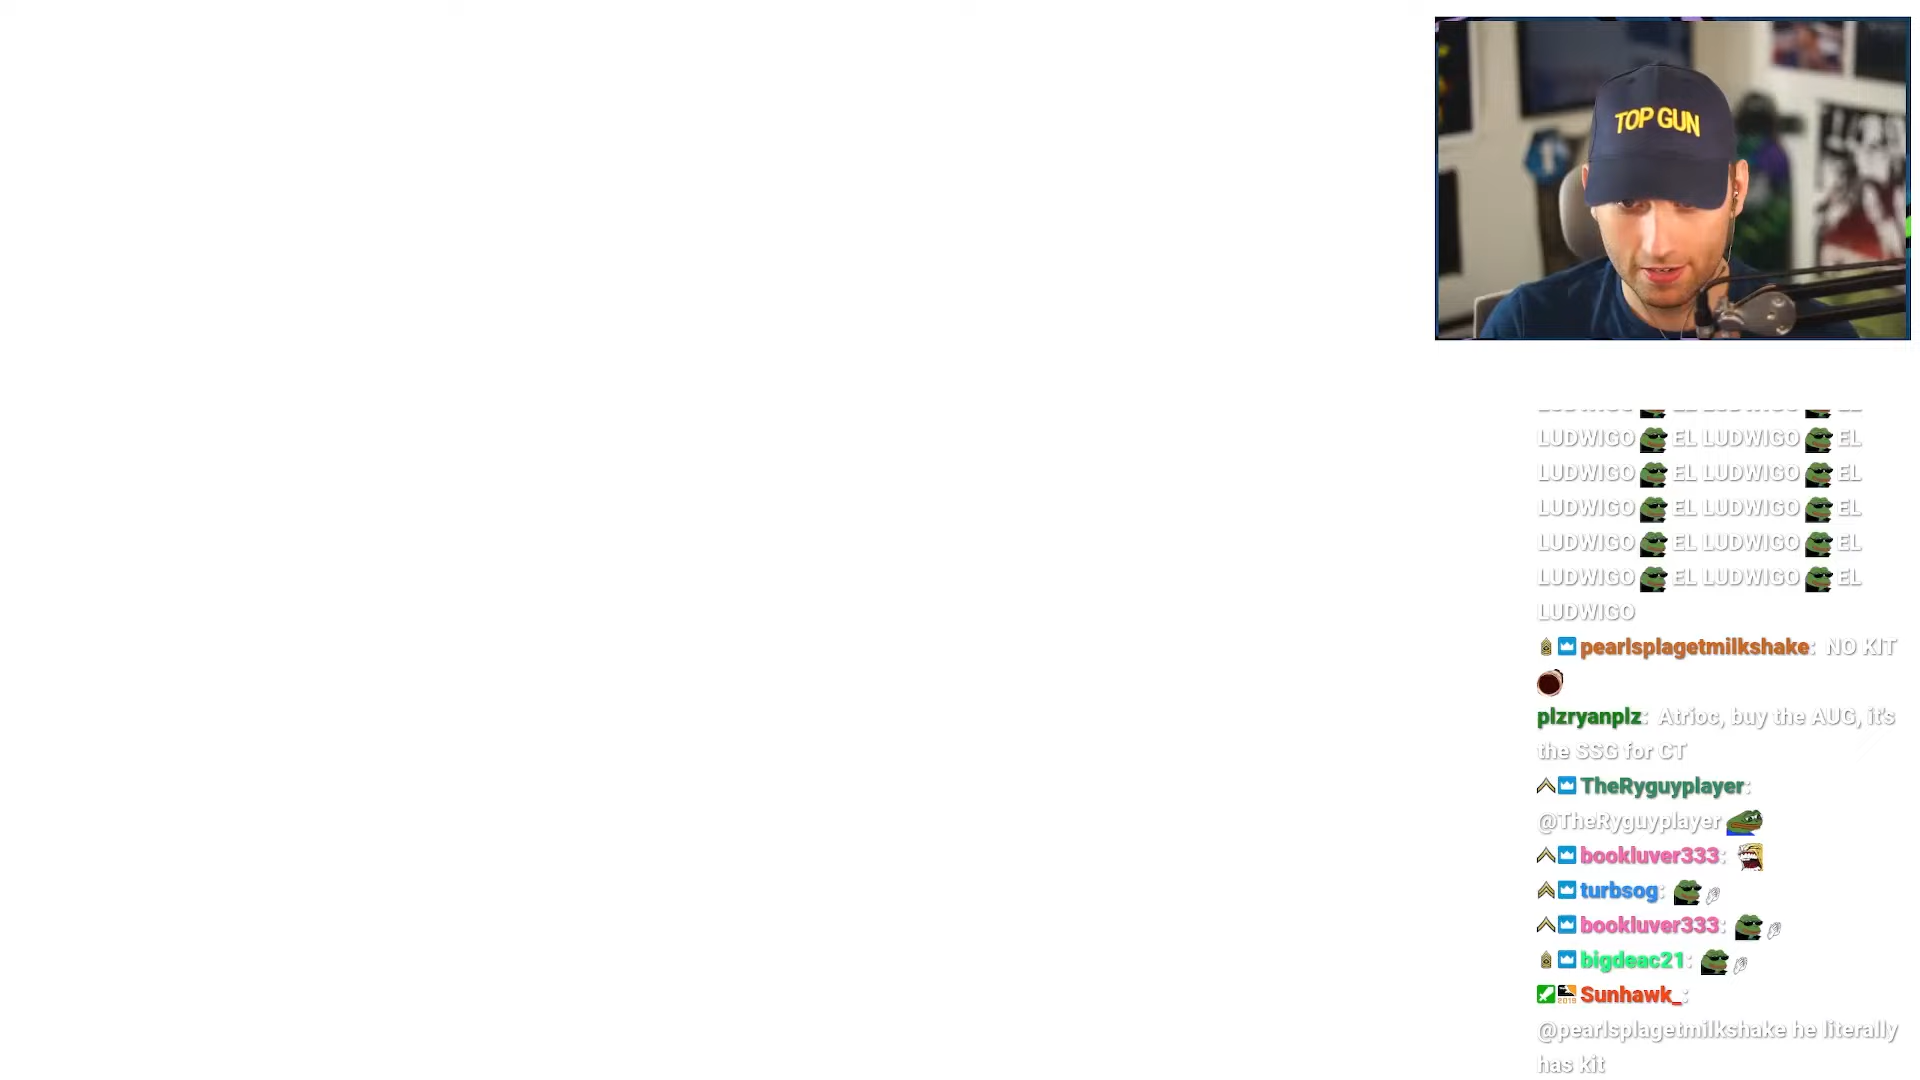 TOP GUN
LUDWIGO EL LUDWIGO EL
LUDWIGO EL LUDWIGO EL
LUDWIGO EL LUDWIGO EL
LUDWIGO EL LUDWIGO EL
LUDWIGO EL LUDWIGO EL
LUDWIGO
pearlsplagetmilkshake: NO KIT
plzryanplz: Atrioc, buy the AUG, it's
the SSG for CT
TheRyguyplayer:
@TheRyguyplayer
bookluver333:
turbsog:
bookluver333:
bigdeac21:
2019 Sunhawk_:
@pearlsplagetmilkshake he literally
has kit